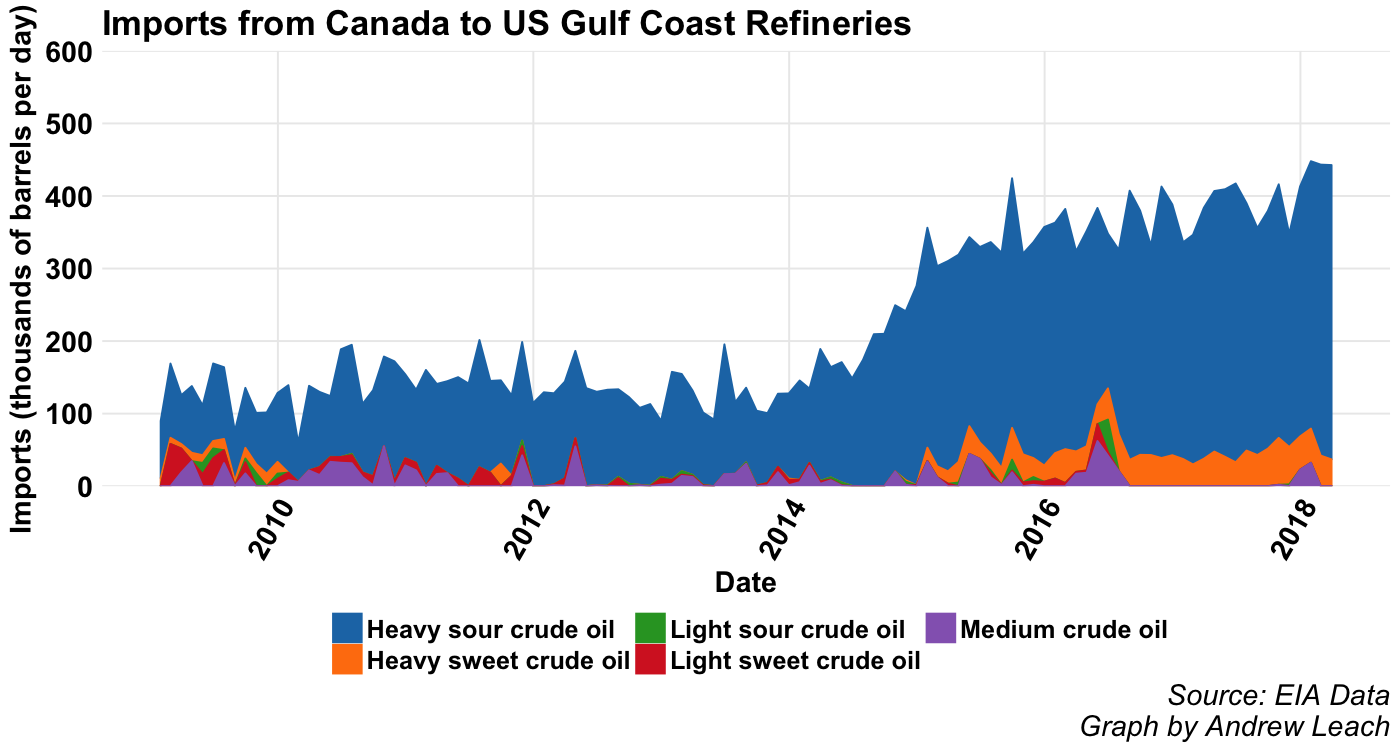 Imports from Canada to US Gulf Coast Refineries
Imports (thousands of barrels per day)
600
500
400
300
200
100
0
2010
2012
2014
2016
2018
Date
Heavy sour crude oil
Light sour crude oil
Medium crude oil
Heavy sweet crude oil
Light sweet crude oil
Source: EIA Data
Graph by Andrew Leach